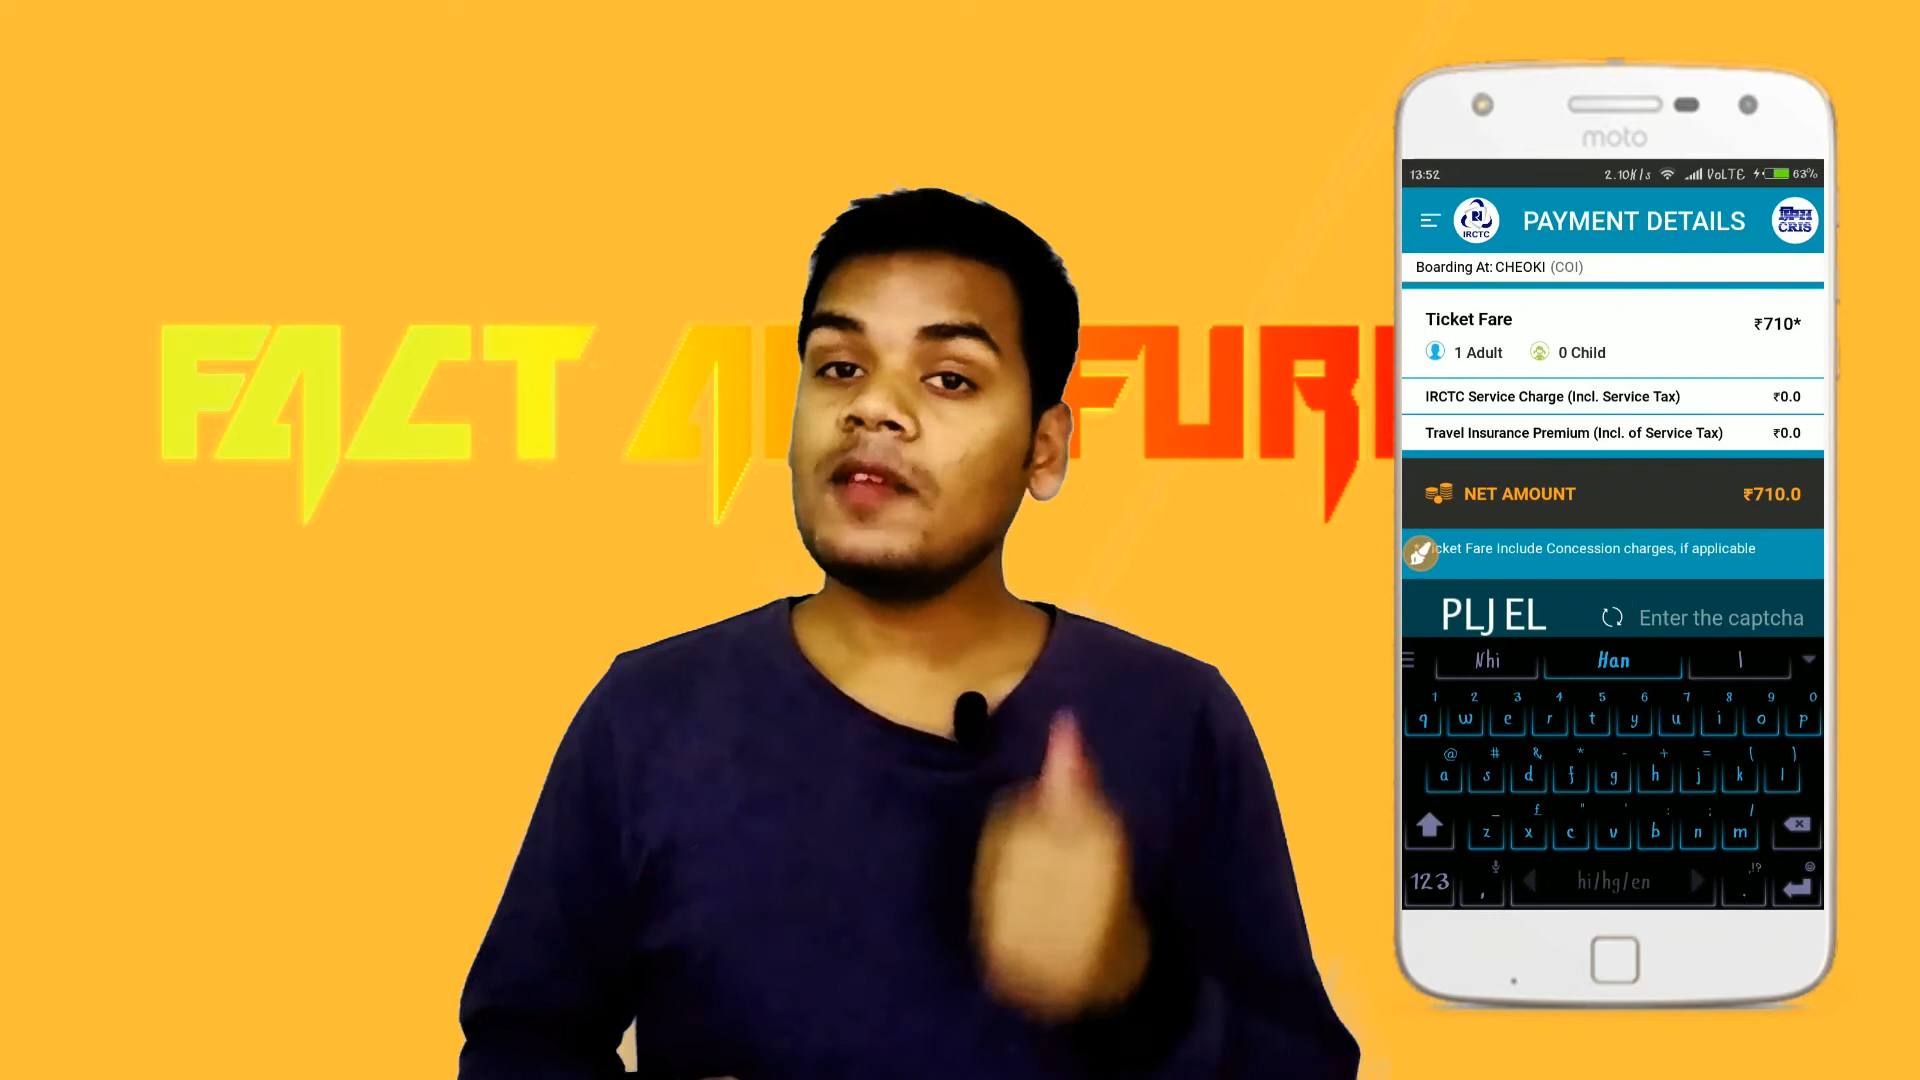 FACT
FUR
moto
13:52 2.10K/s VoLTE 63%
IRCTC PAYMENT DETAILS CRIS
Boarding At: CHEOKI (COI)
Ticket Fare ₹710*
1 Adult 0 Child
IRCTC Service Charge (Incl. Service Tax) ₹0.0
Travel Insurance Premium (Incl. of Service Tax) ₹0.0
NET AMOUNT ₹710.0
cket Fare Include Concession charges, if applicable
PLJEL Enter the captcha
Nhi Han I
1 2 3 4 5 6 7 8 9 0
q w e r t y u i o p
@ # & * - + = ( )
a s d f g h j k l
_ £ " ' : ; /
z x c v b n m
123 , hi/hg/en . ,!?